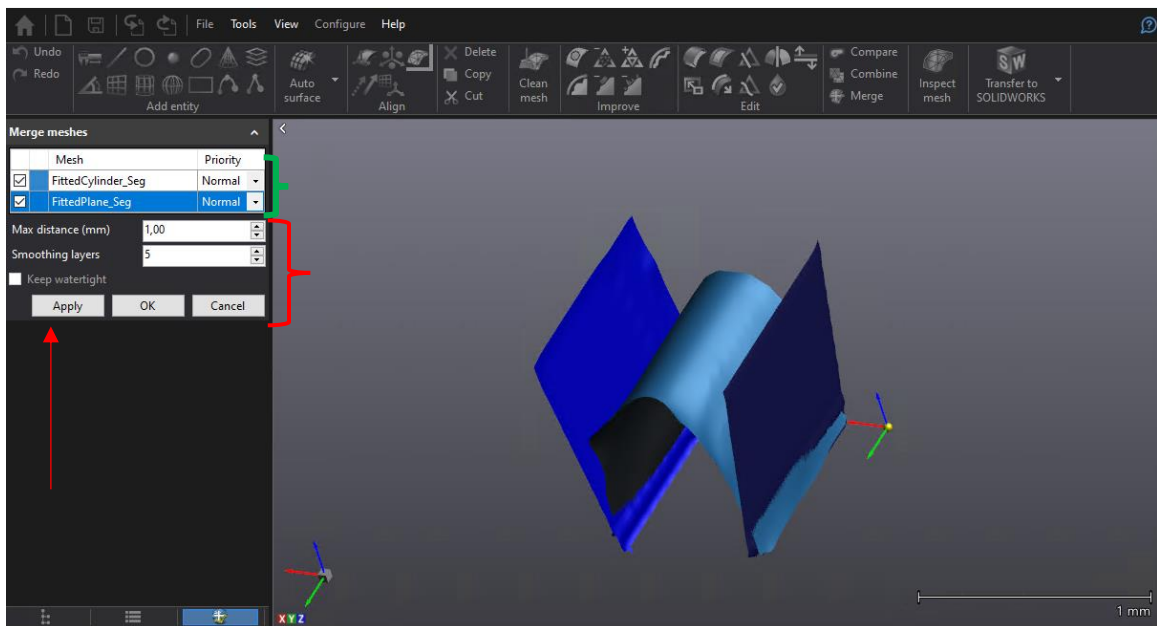 File Tools View Configure Help
Undo
Redo
Add entity
Auto surface
Align
Delete
Copy
Cut
Clean mesh
Improve
Edit
Compare
Combine
Merge
Inspect mesh
SW
Transfer to SOLIDWORKS
Merge meshes
Mesh Priority
FittedCylinder_Seg Normal
FittedPlane_Seg Normal
Max distance (mm) 1,00
Smoothing layers 5
Keep watertight
Apply OK Cancel
X Y Z
1 mm